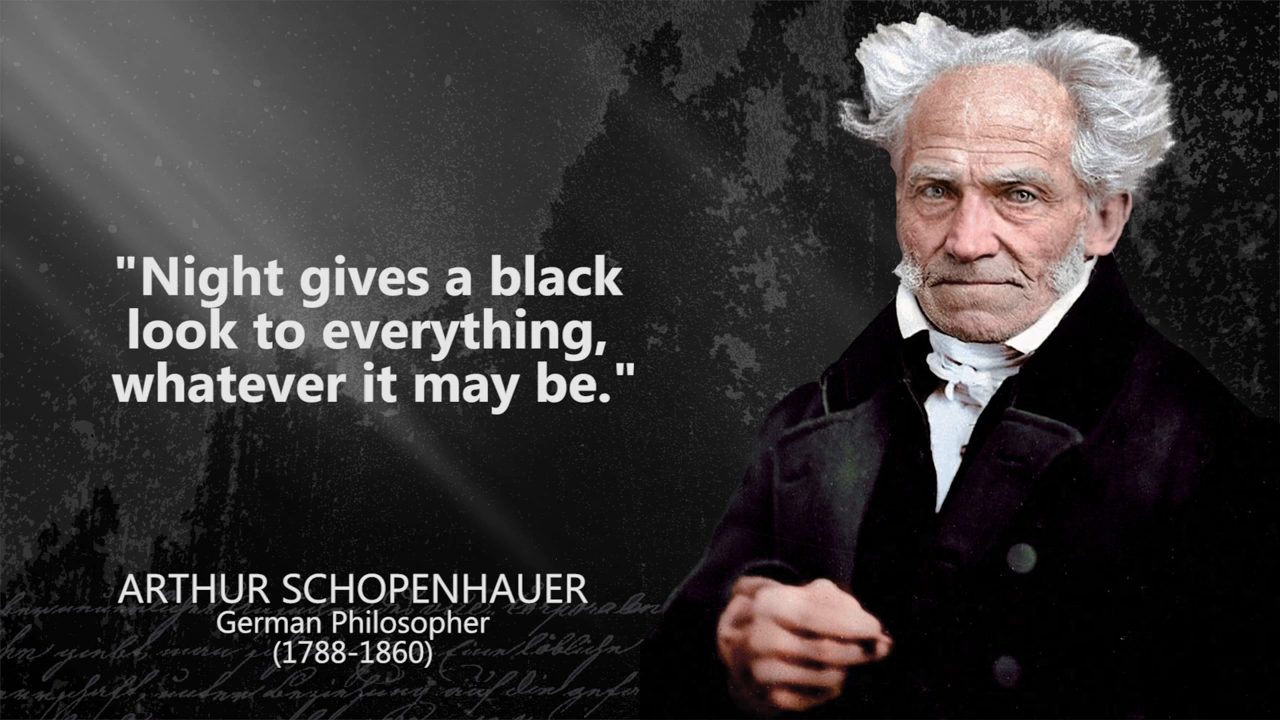 "Night gives a black
look to everything,
whatever it may be."
ARTHUR SCHOPENHAUER
German Philosopher
(1788-1860)